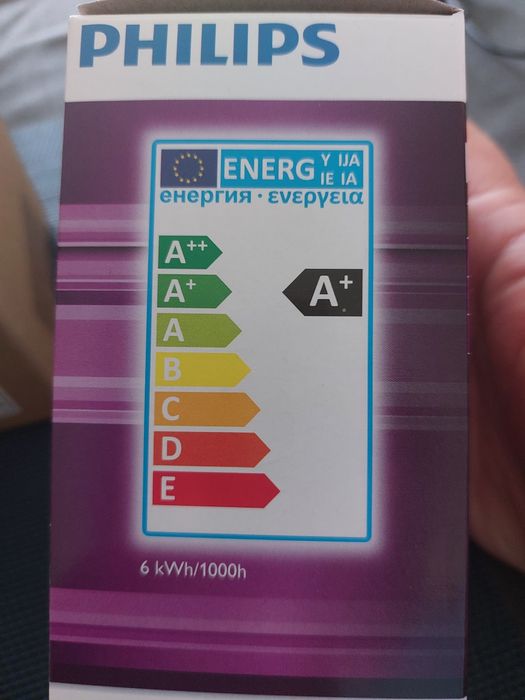 PHILIPS
ENERG Y IJA
IE IA
енергия · ενεργεια
A++
A+
A+
A
B
C
D
E
6 kWh/1000h